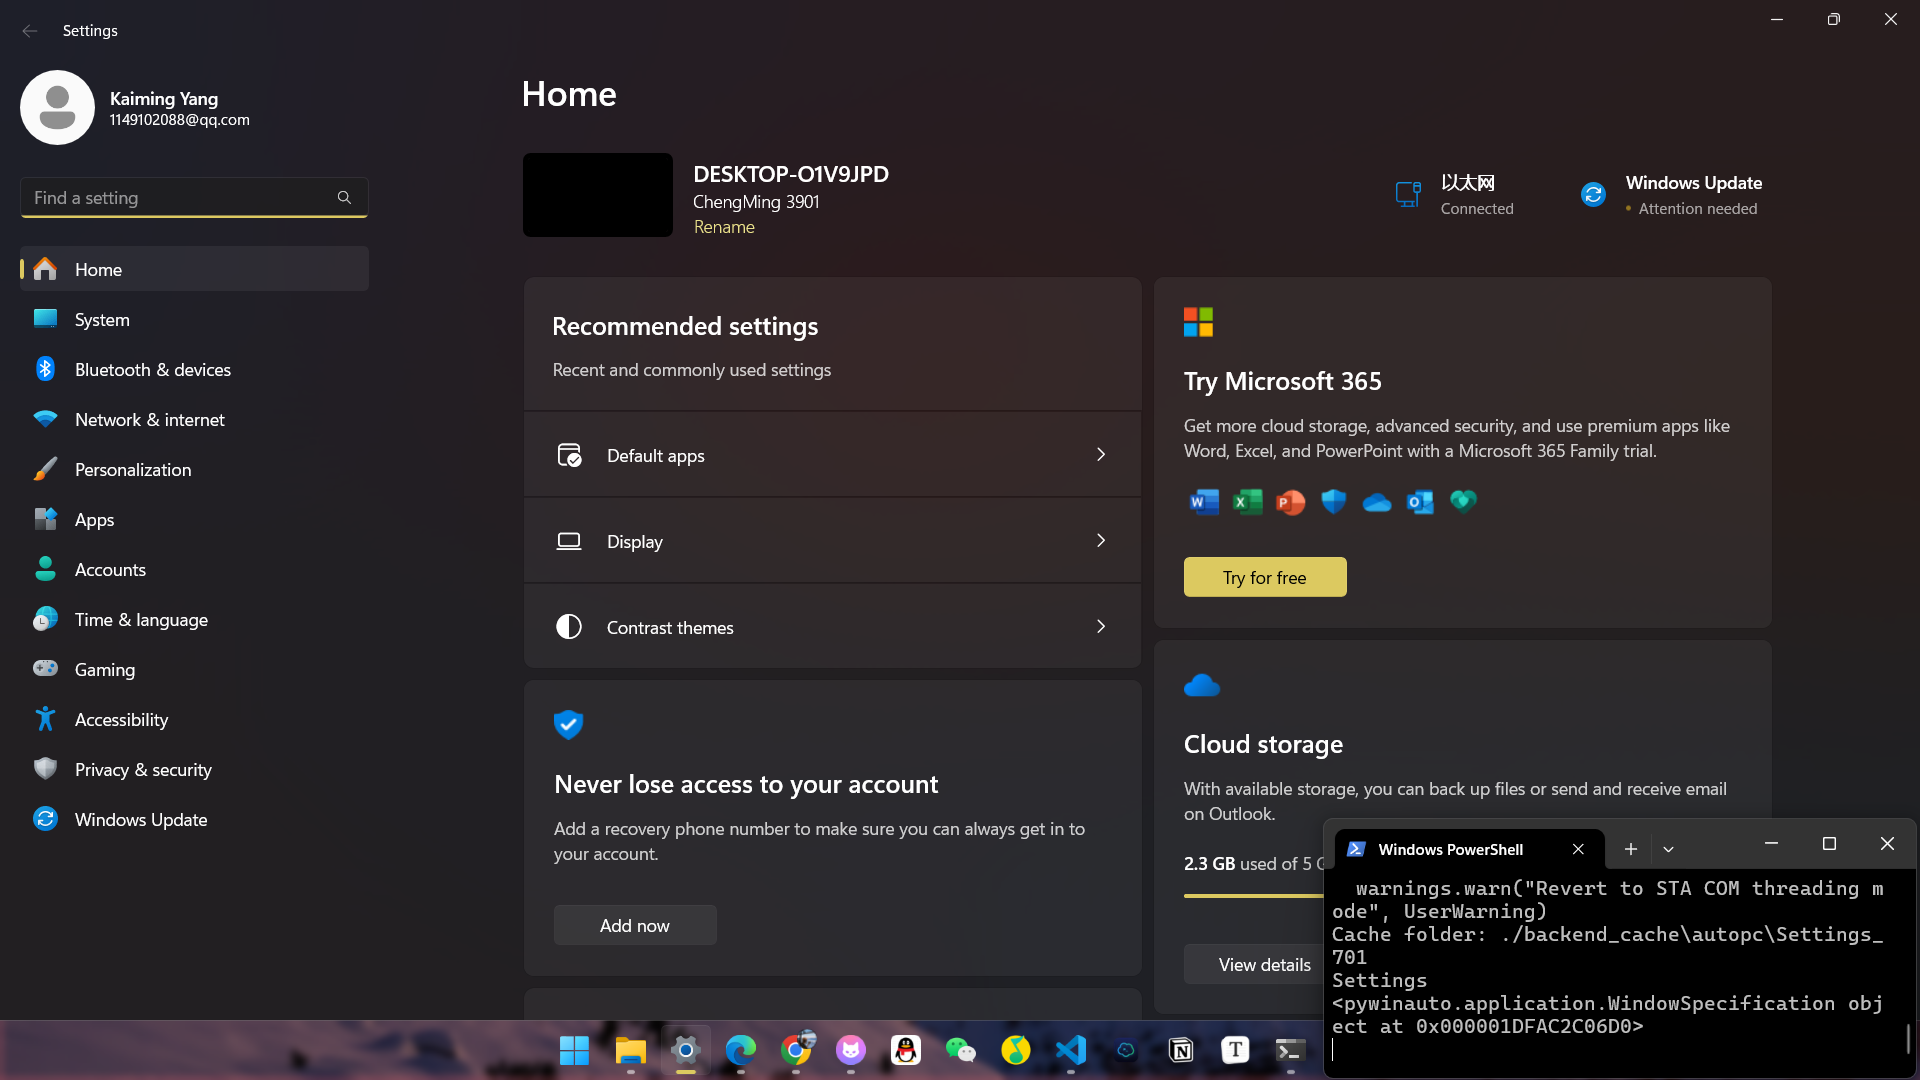 Settings
Kaiming Yang
1149102088@qq.com
Find a setting
Home
System
Bluetooth & devices
Network & internet
Personalization
Apps
Accounts
Time & language
Gaming
Accessibility
Privacy & security
Windows Update
Home
DESKTOP-O1V9JPD
ChengMing 3901
Rename
以太网
Connected
Windows Update
• Attention needed
Recommended settings
Recent and commonly used settings
Default apps
Display
Contrast themes
Never lose access to your account
Add a recovery phone number to make sure you can always get in to
your account.
Add now
Try Microsoft 365
Get more cloud storage, advanced security, and use premium apps like
Word, Excel, and PowerPoint with a Microsoft 365 Family trial.
Try for free
Cloud storage
With available storage, you can back up files or send and receive email
on Outlook.
2.3 GB used of 5 G
View details
Windows PowerShell
warnings.warn("Revert to STA COM threading m
ode", UserWarning)
Cache folder: ./backend_cache\autopc\Settings_
701
Settings
<pywinauto.application.WindowSpecification obj
ect at 0x000001DFAC2C06D0>